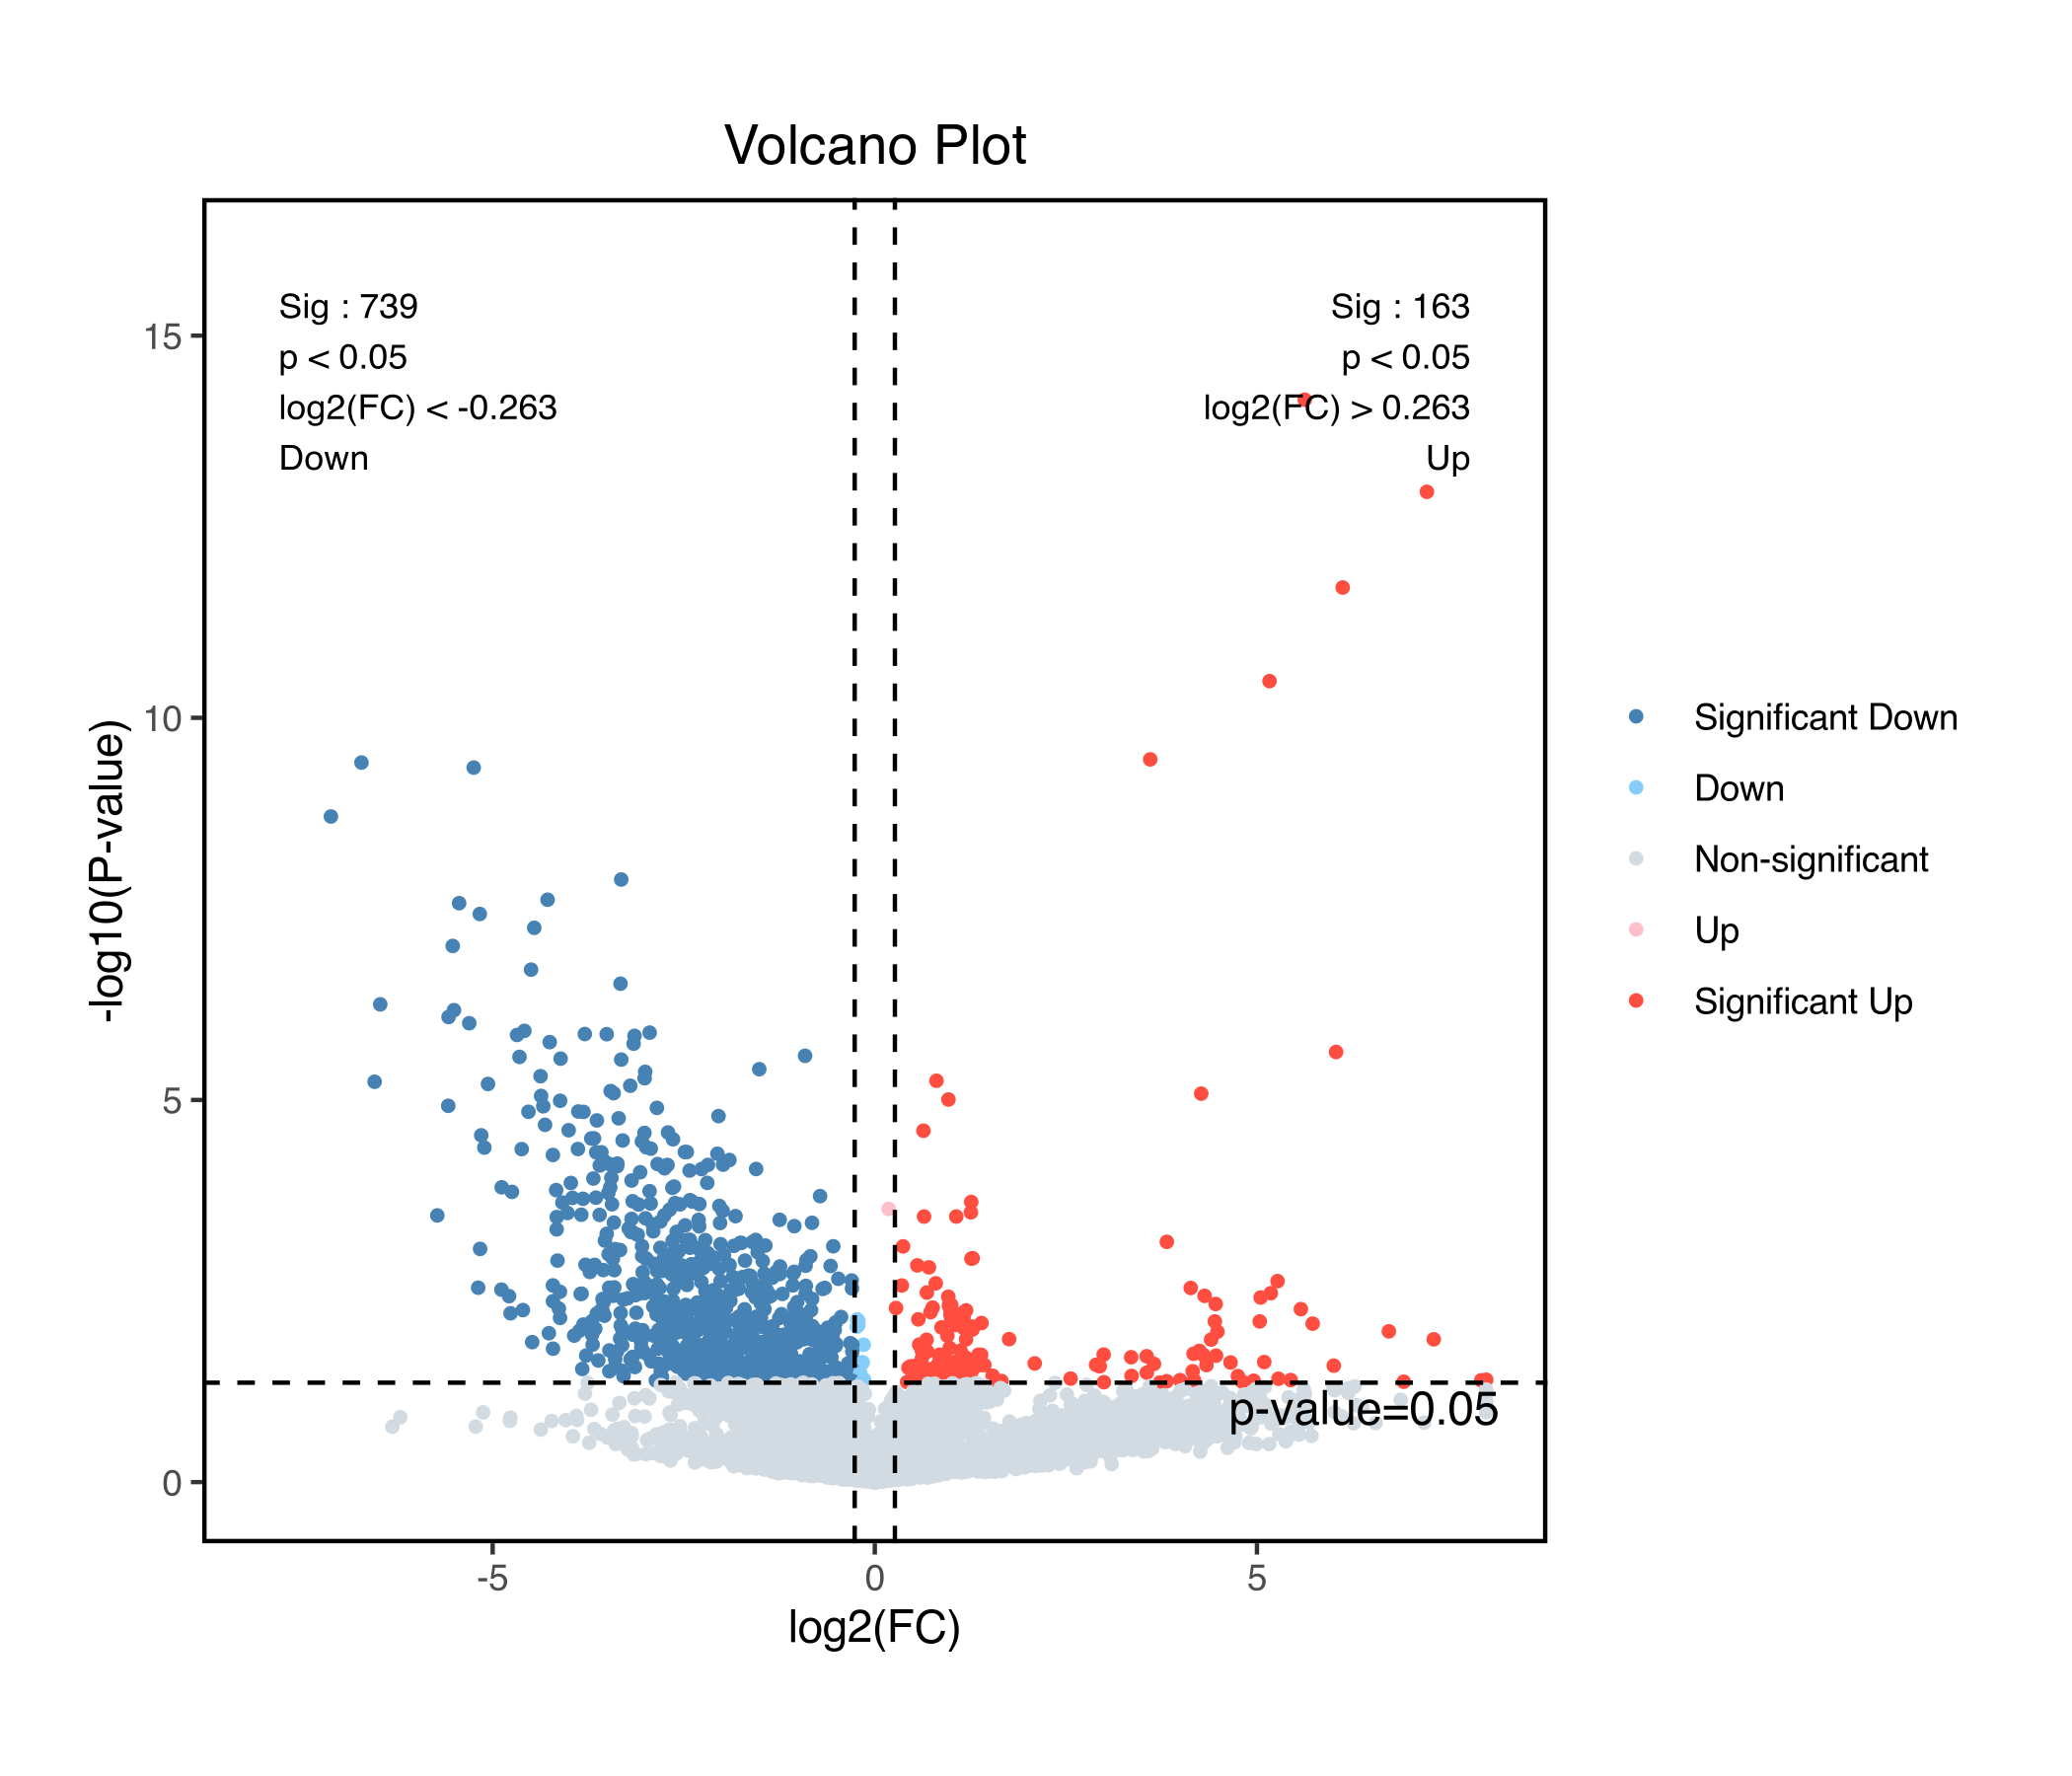 Volcano Plot
Sig : 739
p < 0.05
log2(FC) < -0.263
Down
Sig : 163
p < 0.05
log2(FC) > 0.263
Up
15
10
5
0
-log10(P-value)
p-value=0.05
-5
0
5
log2(FC)
Significant Down
Down
Non-significant
Up
Significant Up